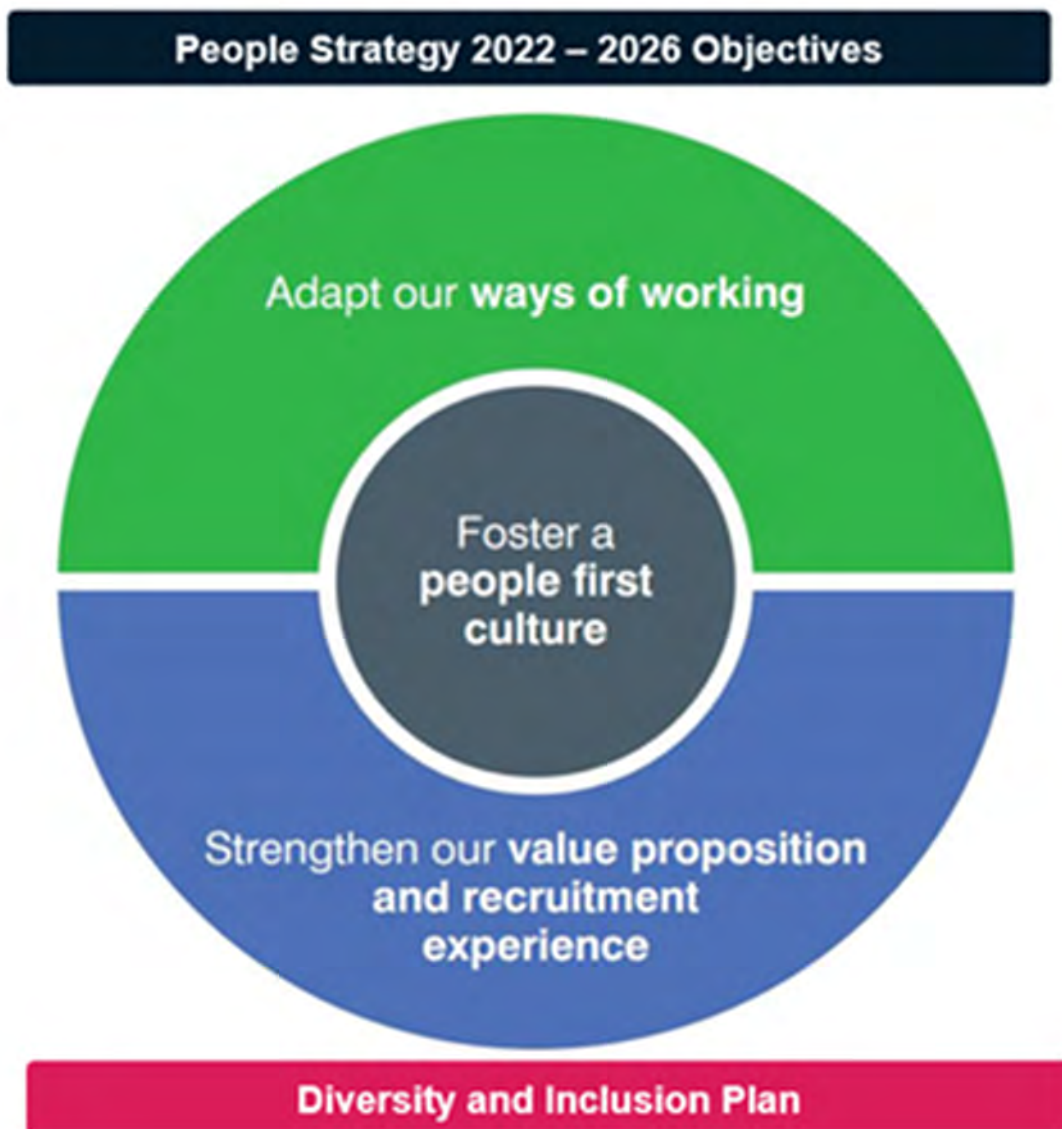 People Strategy 2022 – 2026 Objectives
Adapt our ways of working
Foster a
people first
culture
Strengthen our value proposition
and recruitment
experience
Diversity and Inclusion Plan